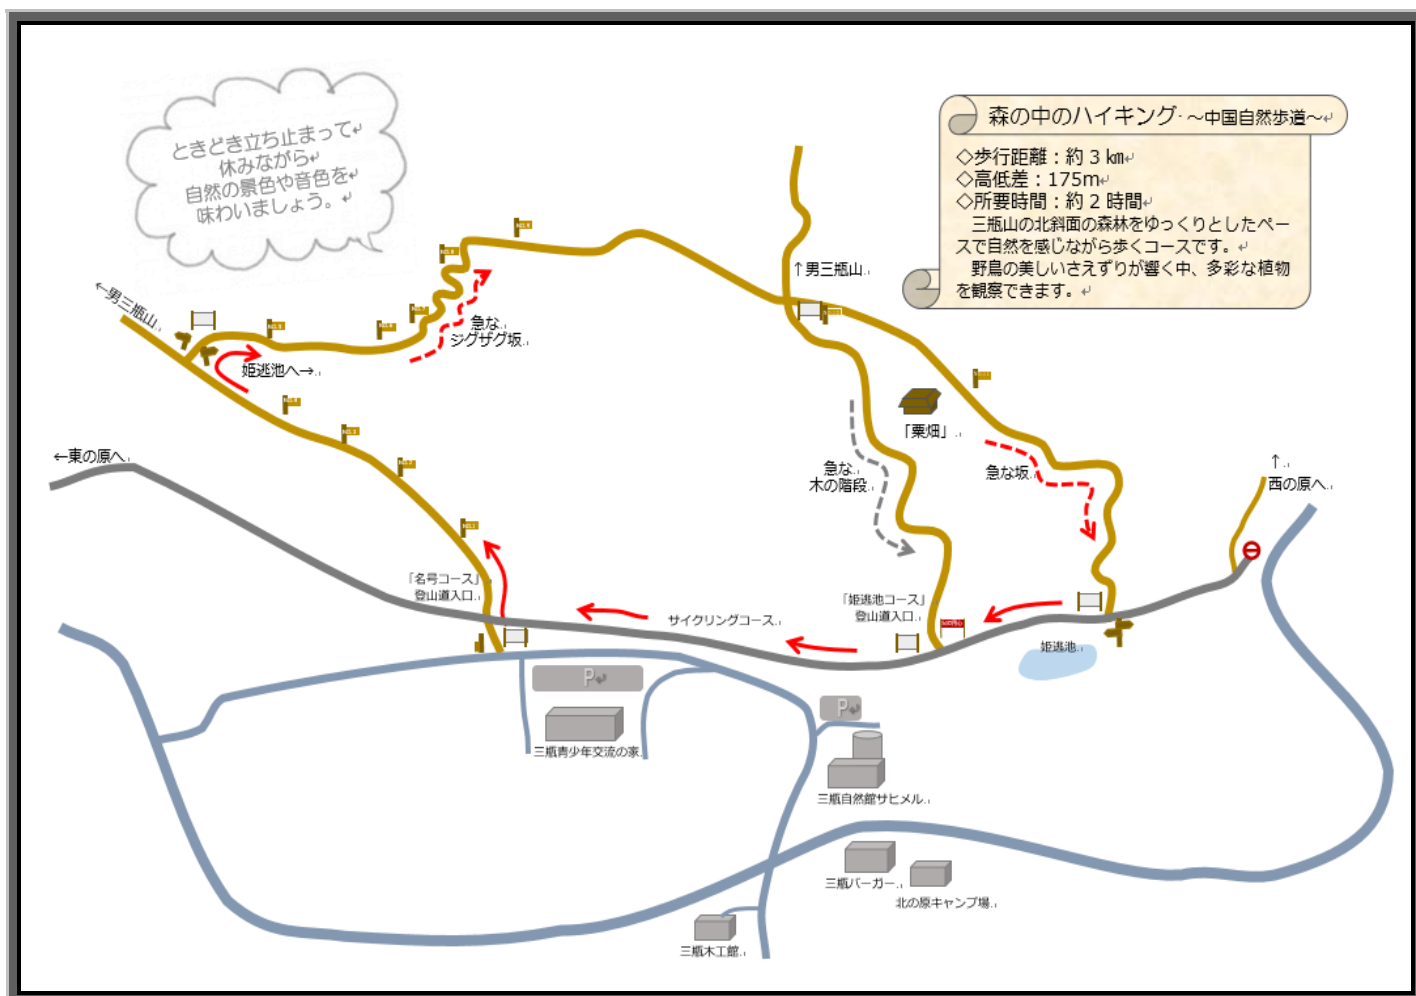 ときどき立ち止まって
休みながら
自然の景色や音色を
味わいましょう。
森の中のハイキング・～中国自然歩道～
◇歩行距離：約３㎞
◇高低差：175m
◇所要時間：約２時間
三瓶山の北斜面の森林をゆっくりとしたペー
スで自然を感じながら歩くコースです。
野鳥の美しいさえずりが響く中、多彩な植物
を観察できます。
↑男三瓶山
←男三瓶山
急な
ジグザグ坂
姫逃池へ→
「粟畑」
←東の原へ
急な
木の階段
急な坂
↑
西の原へ
「名号コース」
登山道入口
「姫逃池コース」
登山道入口
サイクリングコース
姫逃池
P
三瓶青少年交流の家
P
三瓶自然館サヒメル
三瓶バーガー
北の原キャンプ場
三瓶木工館